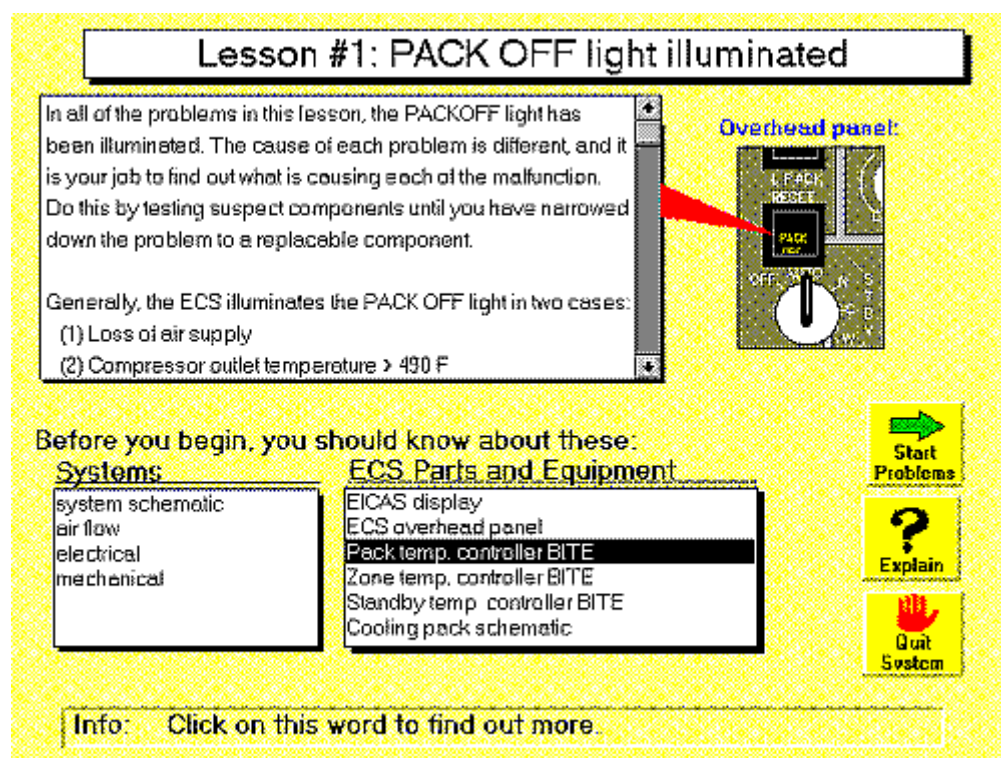 Lesson #1: PACK OFF light illuminated
In all of the problems in this lesson, the PACKOFF light has
been illuminated. The cause of each problem is different, and it
is your job to find out what is causing each of the malfunction.
Do this by testing suspect components until you have narrowed
down the problem to a replacable component.
Generally, the ECS illuminates the PACK OFF light in two cases:
(1) Loss of air supply
(2) Compressor outlet temperature > 490 F
Overhead panel:
L PACK
RESET
PACK
OFF
AUTO
Before you begin, you should know about these:
Systems
system schematic
air flow
electrical
mechanical
ECS Parts and Equipment
EICAS display
ECS overhead panel
Pack temp. controller BITE
Zone temp. controller BITE
Standby temp controller BITE
Cooling pack schematic
Start
Problems
?
Explain
Quit
System
Info: Click on this word to find out more.